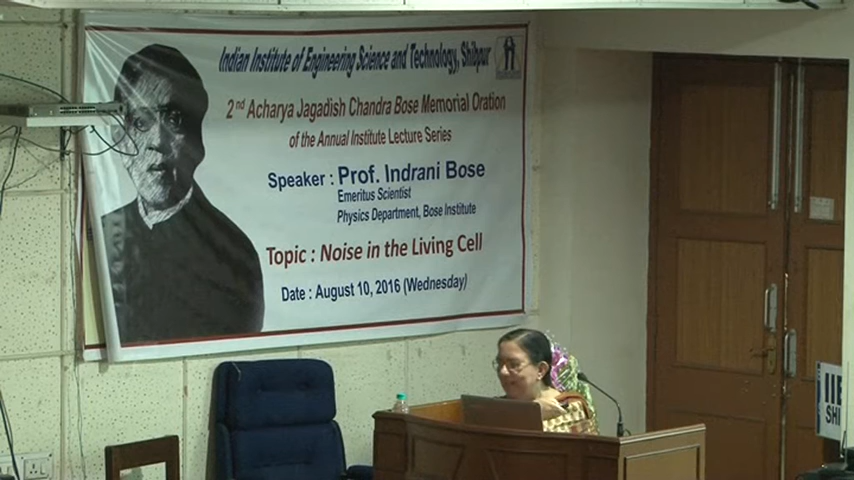 Indian Institute of Engineering Science and Technology, Shibpur
2nd Acharya Jagadish Chandra Bose Memorial Oration
of the Annual Institute Lecture Series
Speaker : Prof. Indrani Bose
Emeritus Scientist
Physics Department, Bose Institute
Topic : Noise in the Living Cell
Date : August 10, 2016 (Wednesday)